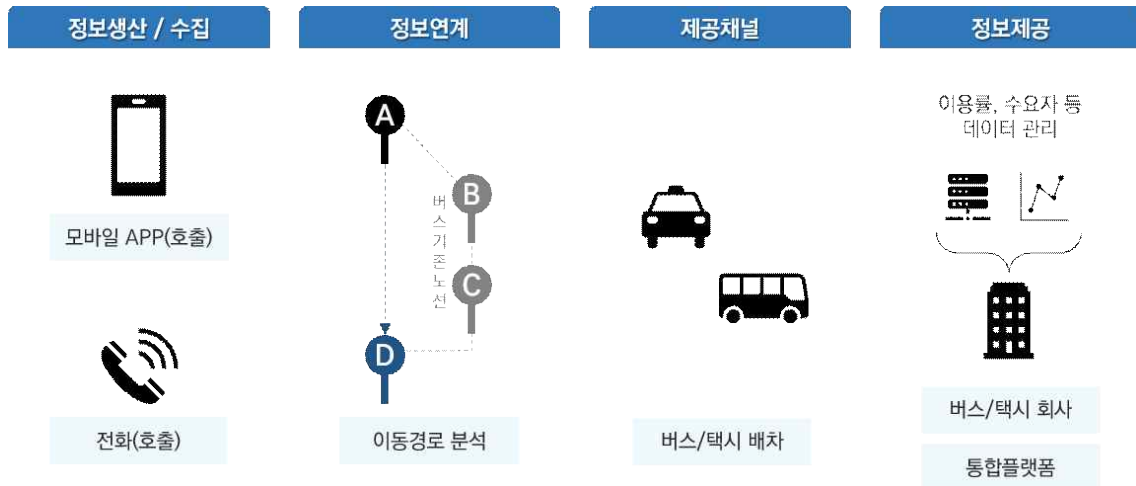 정보생산 / 수집
모바일 APP(호출)
전화(호출)
정보연계
A
B
C
D
버스기존노선
이동경로 분석
제공채널
버스/택시 배차
정보제공
이용률, 수요자 등
데이터 관리
버스/택시 회사
통합플랫폼